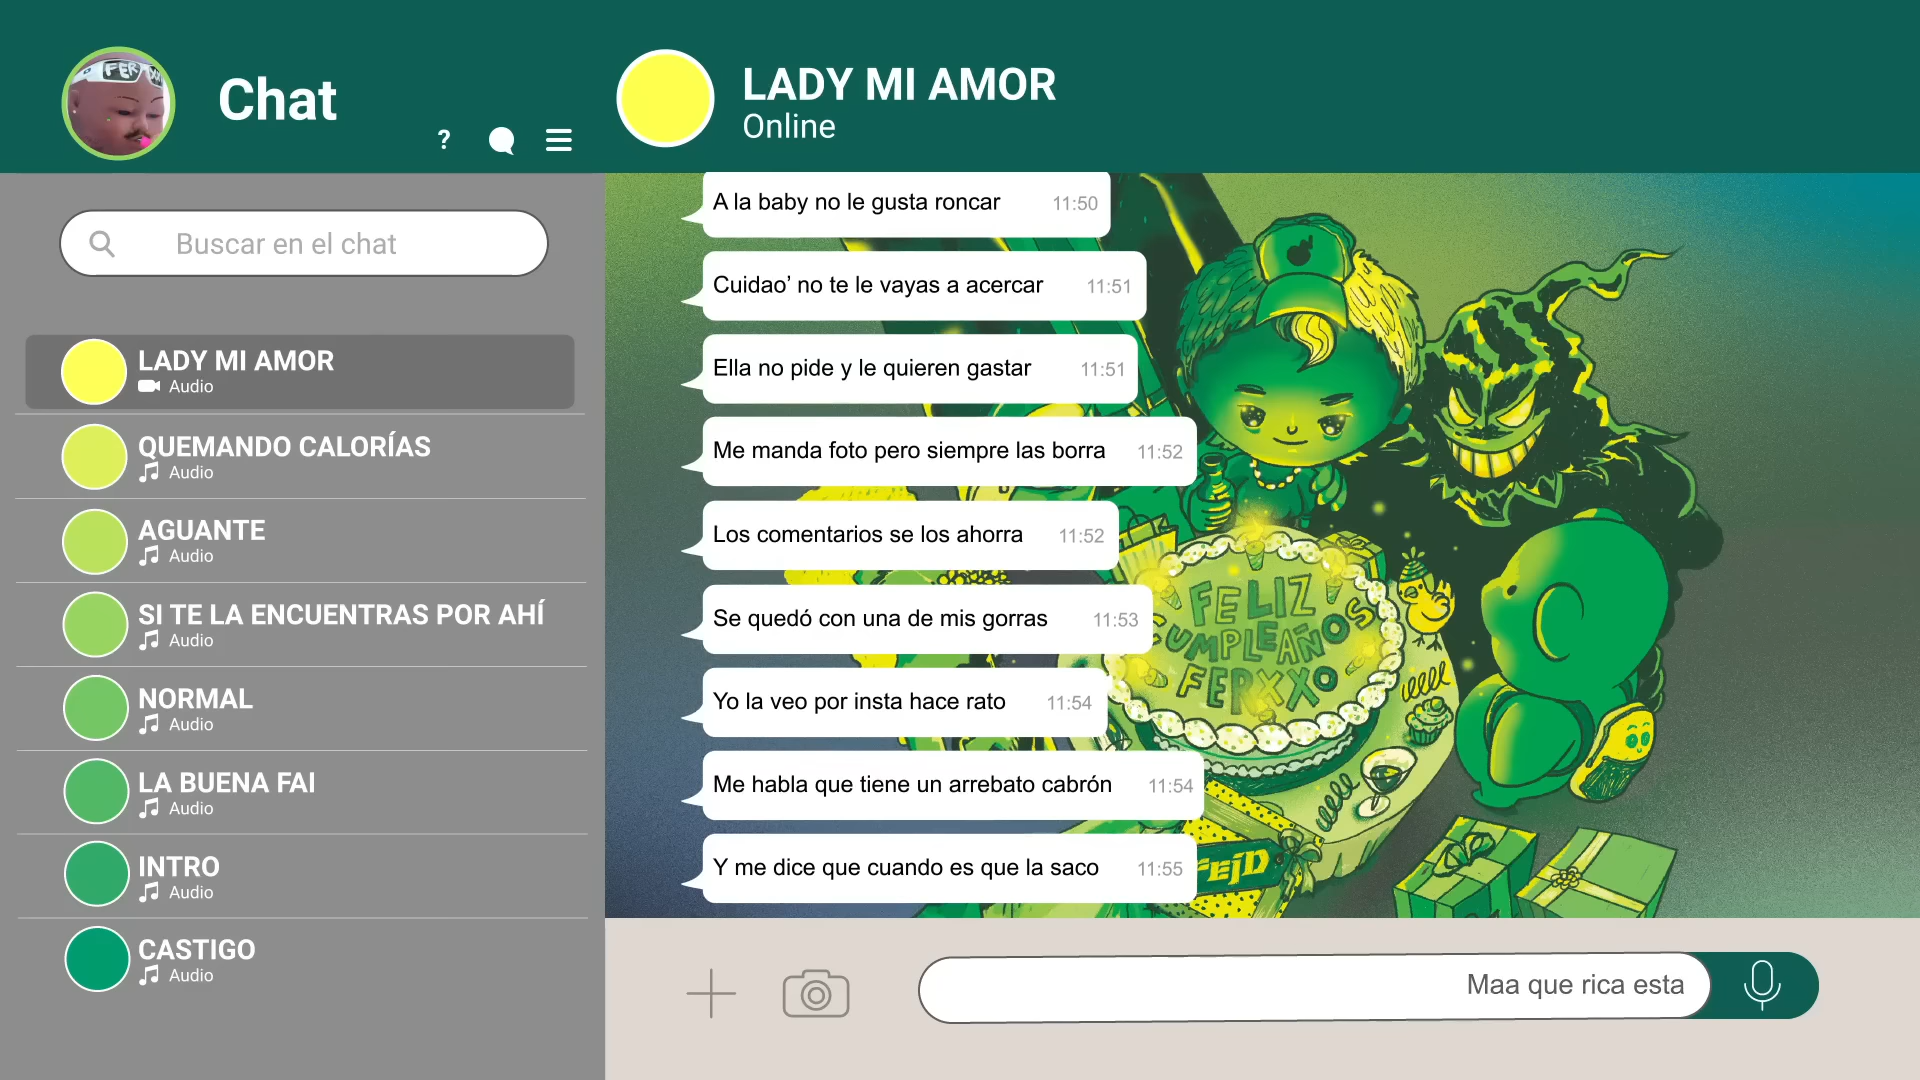 FERXXO
Chat
?
LADY MI AMOR
Online
Buscar en el chat
LADY MI AMOR
Audio
QUEMANDO CALORÍAS
Audio
AGUANTE
Audio
SI TE LA ENCUENTRAS POR AHÍ
Audio
NORMAL
Audio
LA BUENA FAI
Audio
INTRO
Audio
CASTIGO
Audio
A la baby no le gusta roncar 11:50
Cuidao’ no te le vayas a acercar 11:51
Ella no pide y le quieren gastar 11:51
Me manda foto pero siempre las borra 11:52
Los comentarios se los ahorra 11:52
Se quedó con una de mis gorras 11:53
Yo la veo por insta hace rato 11:54
Me habla que tiene un arrebato cabrón 11:54
Y me dice que cuando es que la saco 11:55
FELIZ
CUMPLEAÑOS
FERXXO
FEID
Maa que rica esta